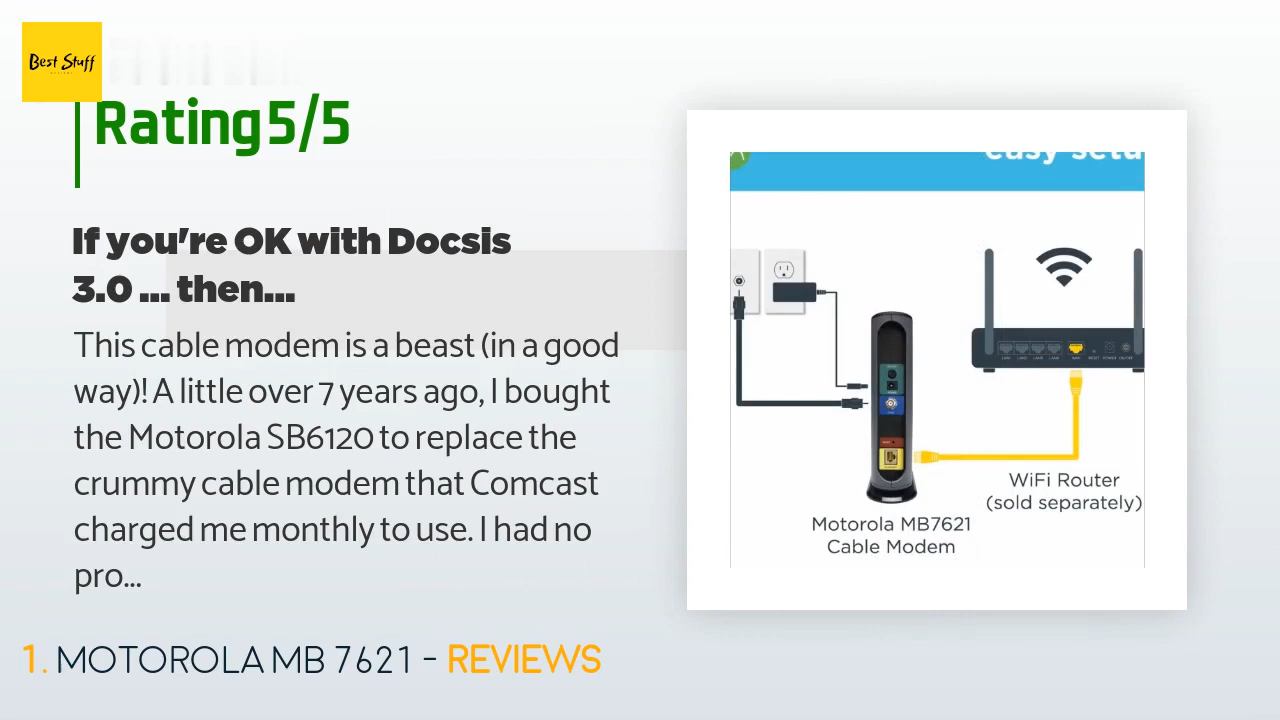 Best Stuff
Rating 5/5
If you're OK with Docsis
3.0 ... then...
This cable modem is a beast (in a good
way)! A little over 7 years ago, I bought
the Motorola SB6120 to replace the
crummy cable modem that Comcast
charged me monthly to use. I had no
pro...
easy setu
WiFi Router
(sold separately)
Motorola MB7621
Cable Modem
1. MOTOROLA MB 7621 - REVIEWS